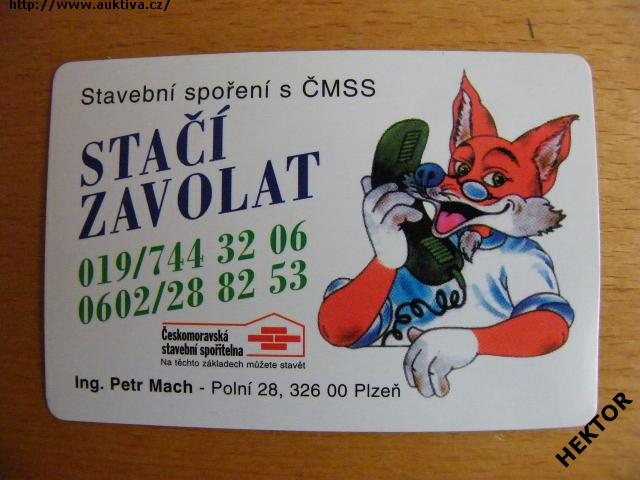 http://www.auktiva.cz/
Stavební spoření s ČMSS
STAČÍ
ZAVOLAT
019/744 32 06
0602/28 82 53
Českomoravská
stavební spořitelna
Na těchto základech můžete stavět
Ing. Petr Mach - Polní 28, 326 00 Plzeň
HEKTOR